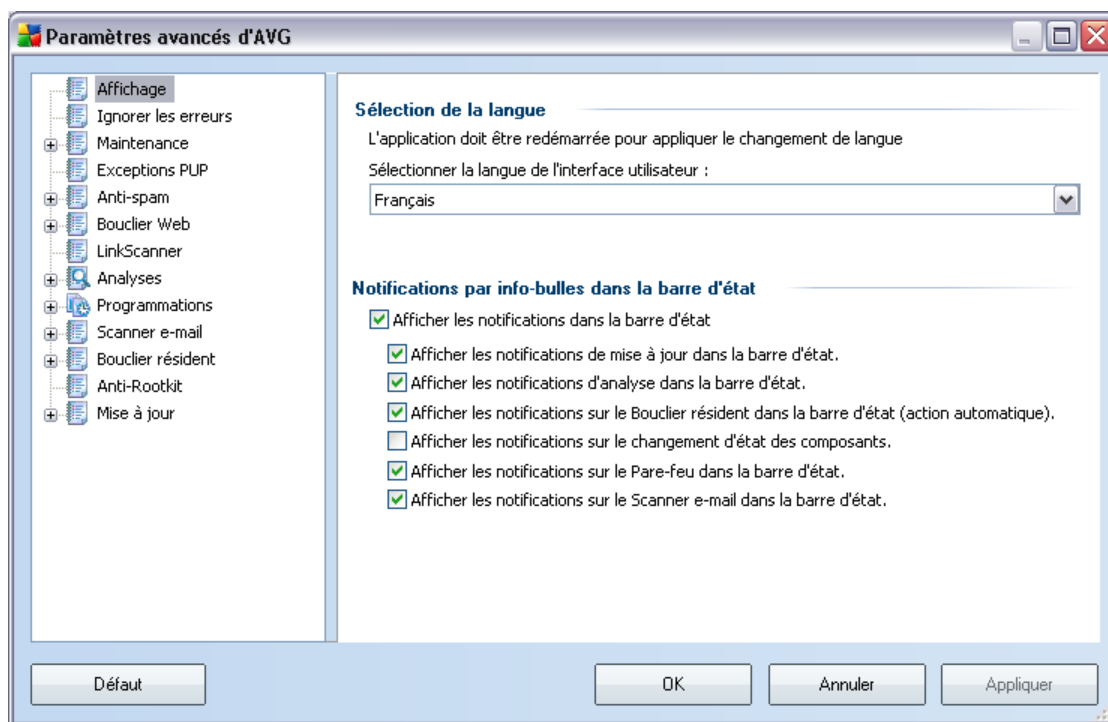 Paramètres avancés d'AVG
Affichage
Ignorer les erreurs
Maintenance
Exceptions PUP
Anti-spam
Bouclier Web
LinkScanner
Analyses
Programmations
Scanner e-mail
Bouclier résident
Anti-Rootkit
Mise à jour
Sélection de la langue
L'application doit être redémarrée pour appliquer le changement de langue
Sélectionner la langue de l'interface utilisateur :
Français
Notifications par info-bulles dans la barre d'état
Afficher les notifications dans la barre d'état
Afficher les notifications de mise à jour dans la barre d'état.
Afficher les notifications d'analyse dans la barre d'état.
Afficher les notifications sur le Bouclier résident dans la barre d'état (action automatique).
Afficher les notifications sur le changement d'état des composants.
Afficher les notifications sur le Pare-feu dans la barre d'état.
Afficher les notifications sur le Scanner e-mail dans la barre d'état.
Défaut
OK
Annuler
Appliquer